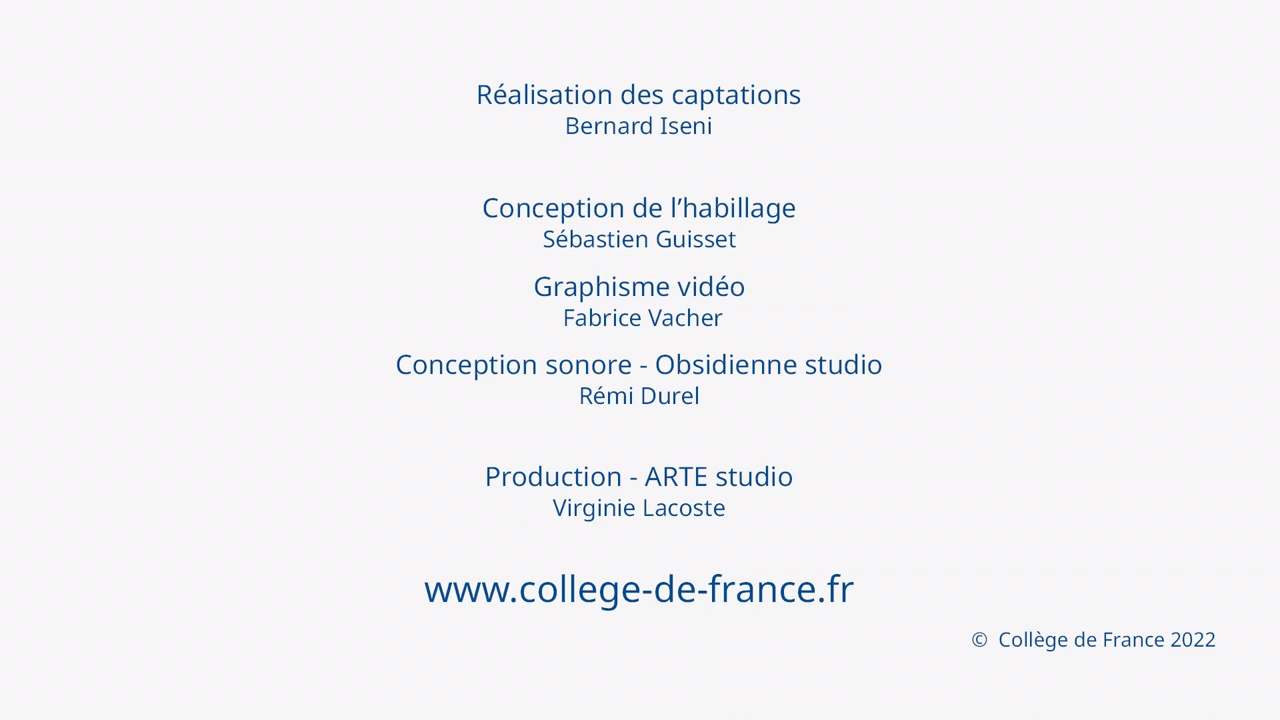 Réalisation des captations
Bernard Iseni
Conception de l’habillage
Sébastien Guisset
Graphisme vidéo
Fabrice Vacher
Conception sonore - Obsidienne studio
Rémi Durel
Production - ARTE studio
Virginie Lacoste
www.college-de-france.fr
© Collège de France 2022